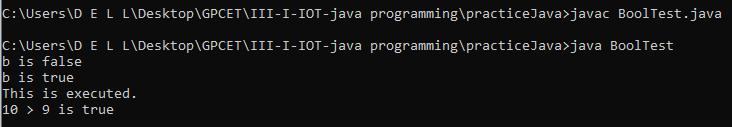 C:\Users\D E L L\Desktop\GPCET\III-I-IOT-java programming\practiceJava>javac BoolTest.java
C:\Users\D E L L\Desktop\GPCET\III-I-IOT-java programming\practiceJava>java BoolTest
b is false
b is true
This is executed.
10 > 9 is true